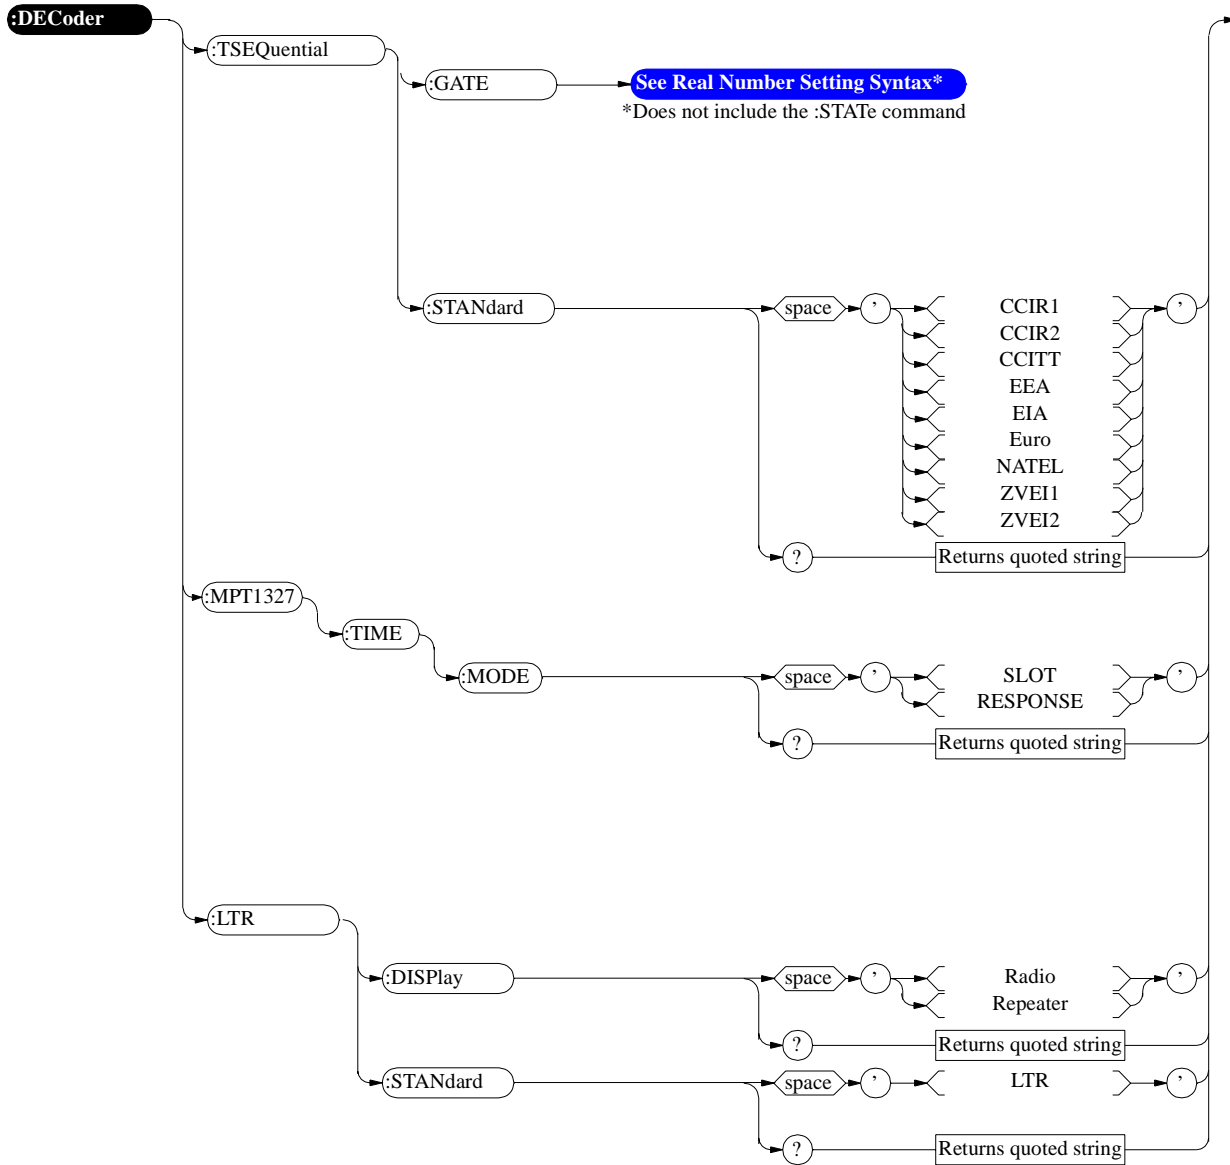 :DECoder
:TSEQuential
:GATE
See Real Number Setting Syntax*
*Does not include the :STATe command
:STANdard
space
’
CCIR1
CCIR2
CCITT
EEA
EIA
Euro
NATEL
ZVEI1
ZVEI2
’
?
Returns quoted string
:MPT1327
:TIME
:MODE
space
’
SLOT
RESPONSE
’
?
Returns quoted string
:LTR
:DISPlay
space
’
Radio
Repeater
’
?
Returns quoted string
:STANdard
space
’
LTR
’
?
Returns quoted string